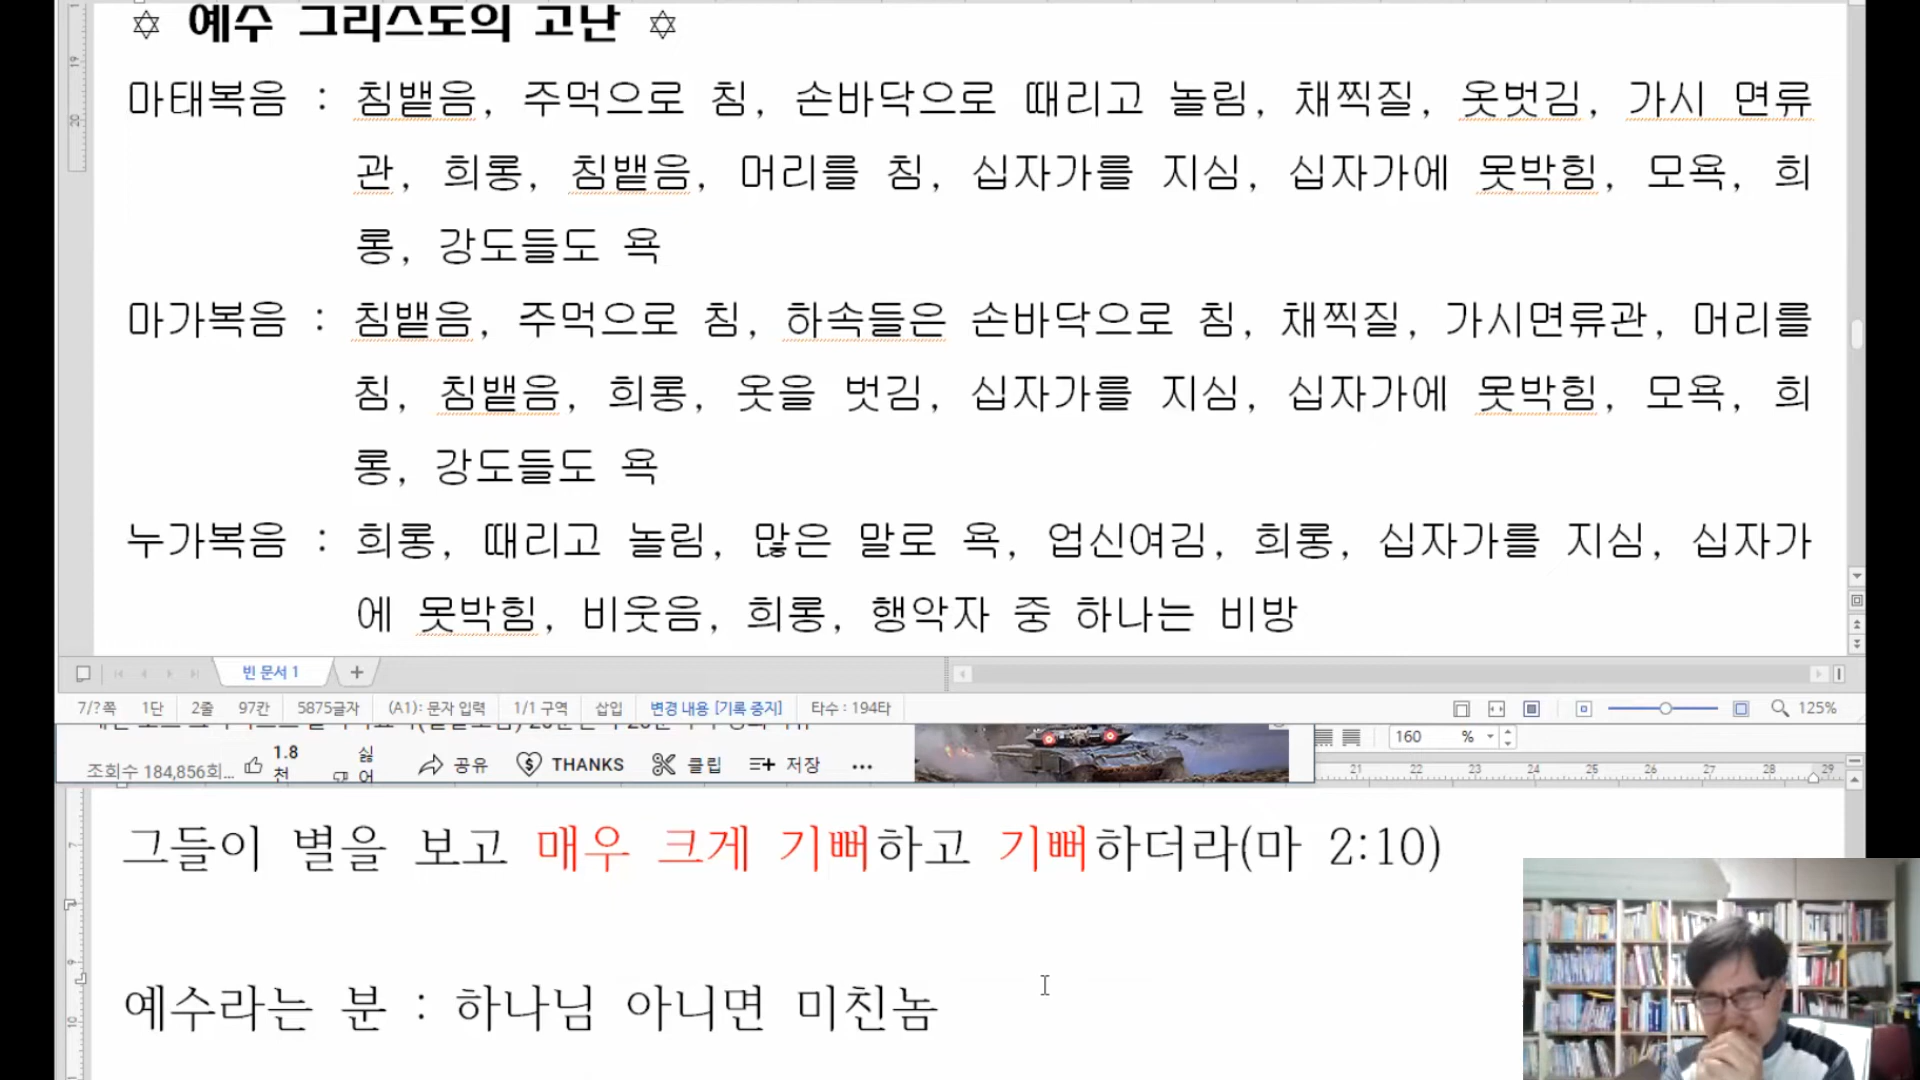 ✡ 예수 그리스도의 고난 ✡
마태복음 : 침뱉음, 주먹으로 침, 손바닥으로 때리고 놀림, 채찍질, 옷벗김, 가시 면류
관, 희롱, 침뱉음, 머리를 침, 십자가를 지심, 십자가에 못박힘, 모욕, 희
롱, 강도들도 욕
마가복음 : 침뱉음, 주먹으로 침, 하속들은 손바닥으로 침, 채찍질, 가시면류관, 머리를
침, 침뱉음, 희롱, 옷을 벗김, 십자가를 지심, 십자가에 못박힘, 모욕, 희
롱, 강도들도 욕
누가복음 : 희롱, 때리고 놀림, 많은 말로 욕, 업신여김, 희롱, 십자가를 지심, 십자가
에 못박힘, 비웃음, 희롱, 행악자 중 하나는 비방
빈 문서 1
7/?쪽 1단 2줄 97칸 5875글자 (A1): 문자 입력 1/1 구역 삽입 변경 내용 [기록 중지] 타수 : 194타 125%
160 %
조회수 184,856회... 1.8천 싫어 공유 THANKS 클립 저장 ...
21 22 23 24 25 26 27 28 29
그들이 별을 보고 매우 크게 기뻐하고 기뻐하더라(마 2:10)
예수라는 분 : 하나님 아니면 미친놈